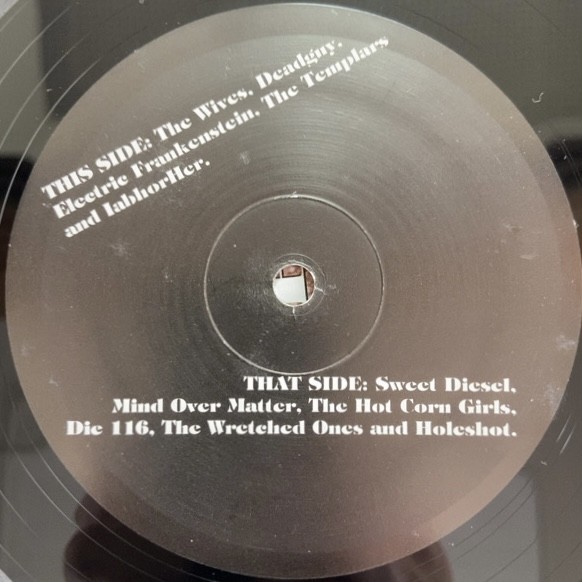 THIS SIDE: The Wives, Deadguy,
Electric Frankenstein, The Templars
and IabhorHer.
THAT SIDE: Sweet Diesel,
Mind Over Matter, The Hot Corn Girls,
Die 116, The Wretched Ones and Holeshot.